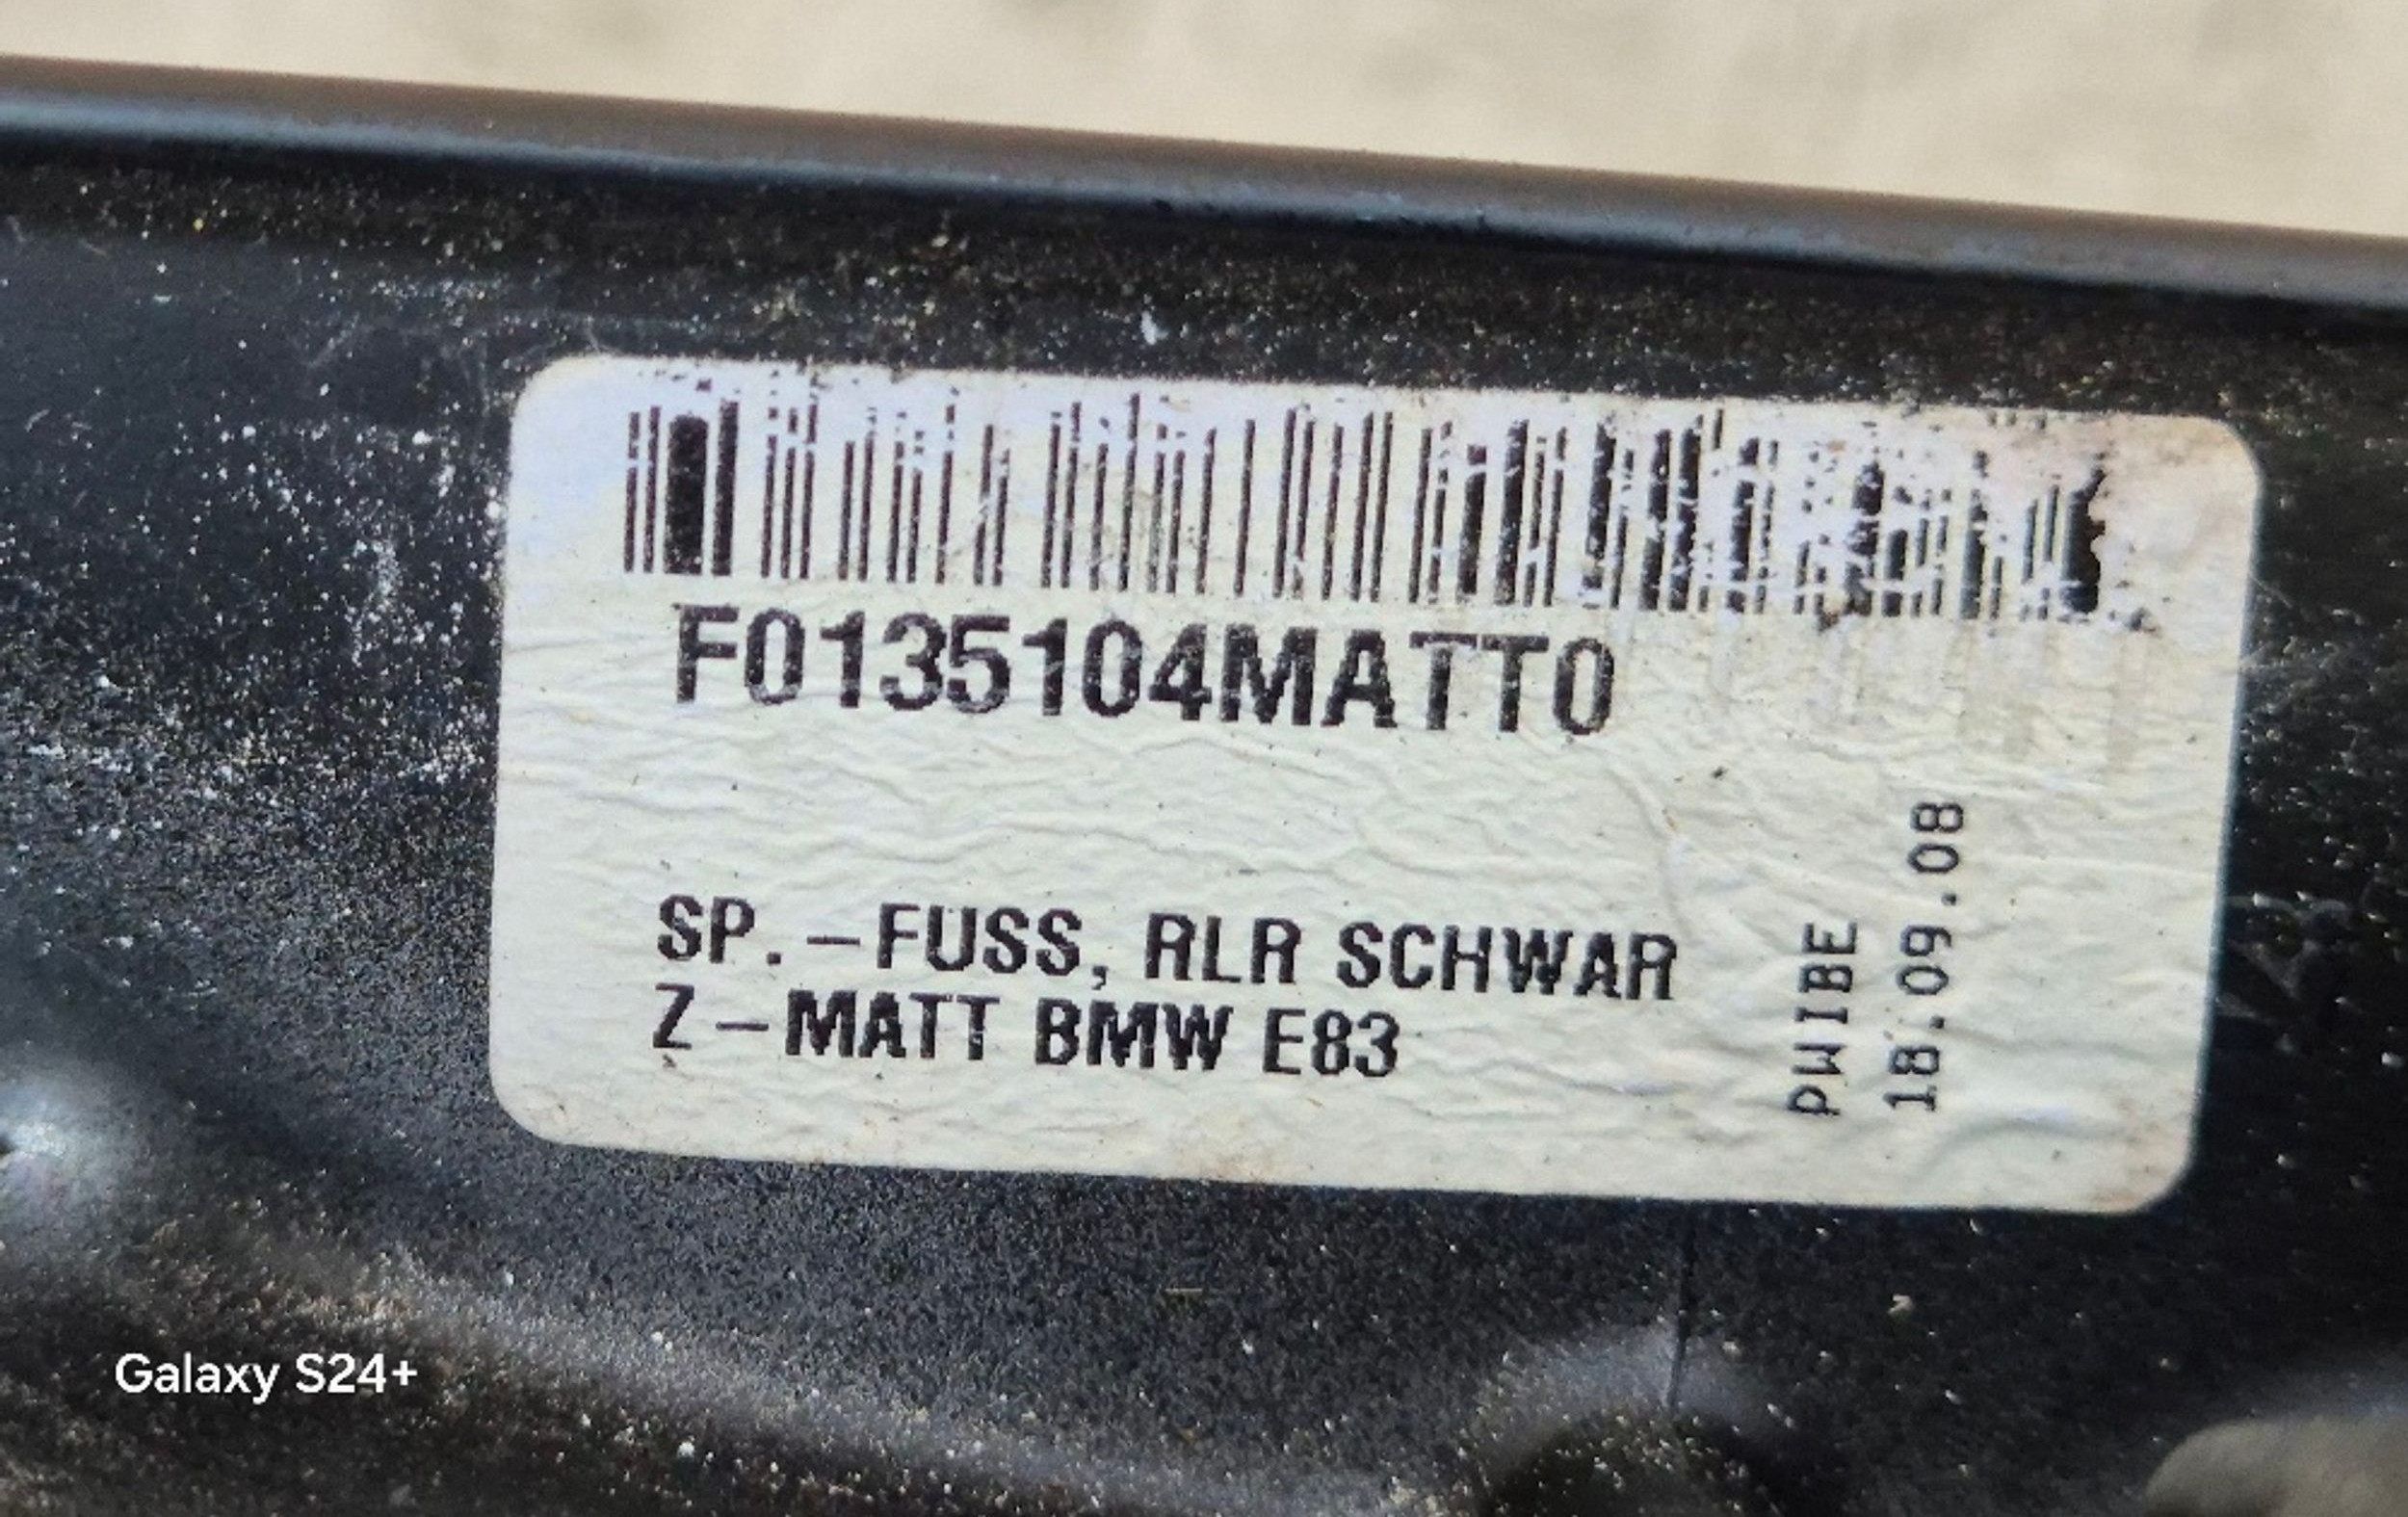 F0135104MATT0
SP.–FUSS, RLR SCHWAR
Z–MATT BMW E83
PWIBE
18.09.08
Galaxy S24+